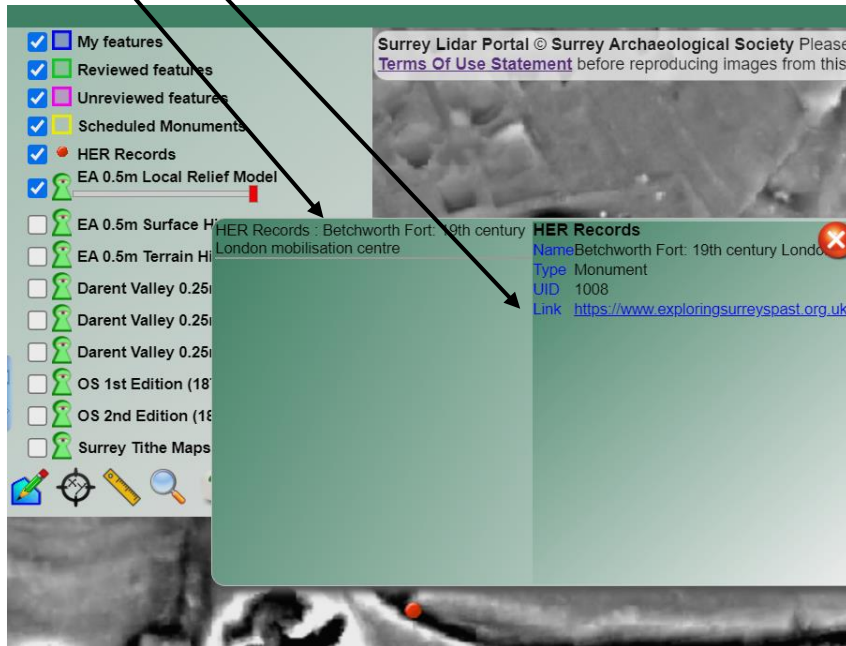 My features
Reviewed features
Unreviewed features
Scheduled Monuments
HER Records
EA 0.5m Local Relief Model
EA 0.5m Surface Hi
EA 0.5m Terrain Hi
Darent Valley 0.25
Darent Valley 0.25
Darent Valley 0.25
OS 1st Edition (18
OS 2nd Edition (18
Surrey Tithe Maps
Surrey Lidar Portal © Surrey Archaeological Society Please
Terms Of Use Statement before reproducing images from this
HER Records : Betchworth Fort: 19th century
London mobilisation centre
HER Records
Name Betchworth Fort: 19th century Londo
Type Monument
UID 1008
Link https://www.exploringsurreyspast.org.uk